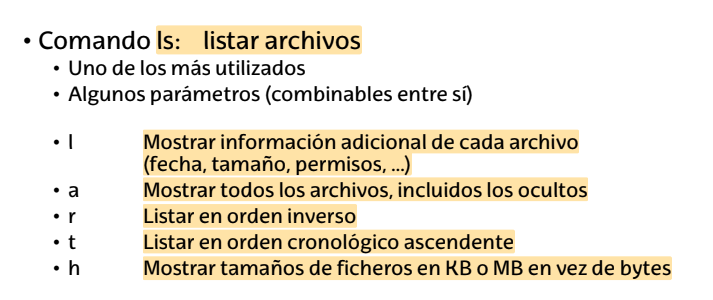 • Comando ls: listar archivos
• Uno de los más utilizados
• Algunos parámetros (combinables entre sí)
• l Mostrar información adicional de cada archivo
(fecha, tamaño, permisos, ...)
• a Mostrar todos los archivos, incluidos los ocultos
• r Listar en orden inverso
• t Listar en orden cronológico ascendente
• h Mostrar tamaños de ficheros en KB o MB en vez de bytes